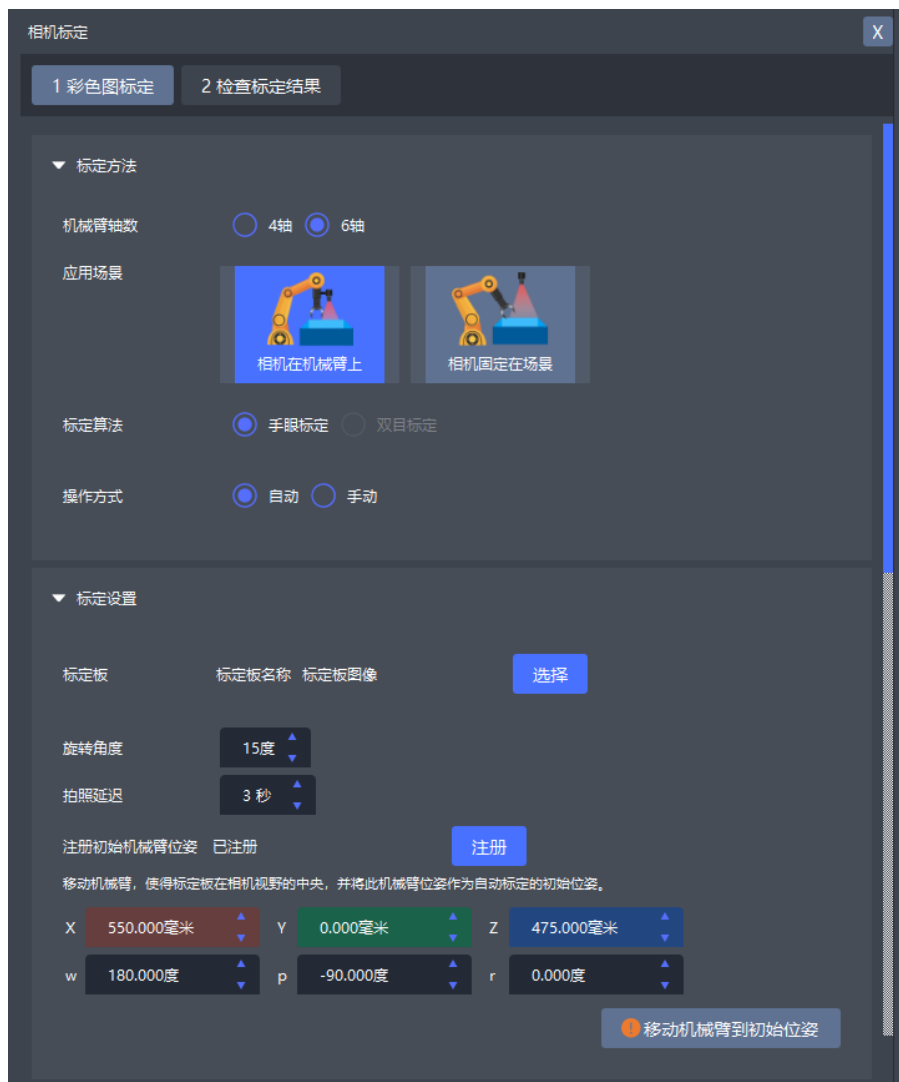 相机标定 X
1 彩色图标定 2 检查标定结果
标定方法
机械臂轴数 4轴 6轴
应用场景
相机在机械臂上 相机固定在场景
标定算法 手眼标定 双目标定
操作方式 自动 手动
标定设置
标定板 标定板名称 标定板图像 选择
旋转角度 15度
拍照延迟 3 秒
注册初始机械臂位姿 已注册 注册
移动机械臂，使得标定板在相机视野的中央，并将此机械臂位姿作为自动标定的初始位姿。
X 550.000毫米 Y 0.000毫米 Z 475.000毫米
w 180.000度 p -90.000度 r 0.000度
移动机械臂到初始位姿